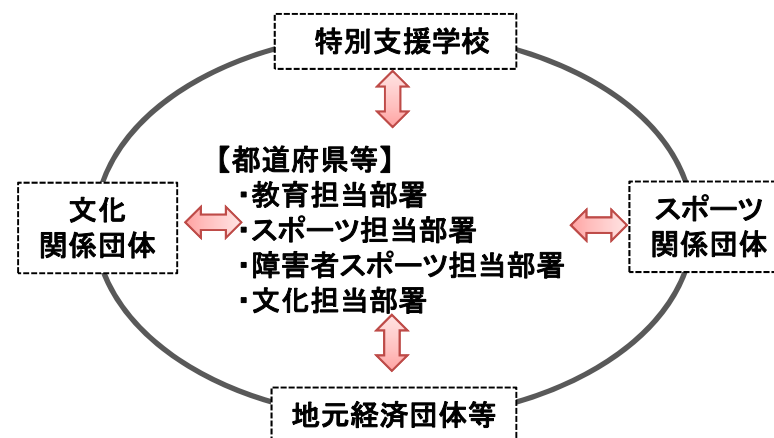 特別支援学校
【都道府県等】
・教育担当部署
・スポーツ担当部署
・障害者スポーツ担当部署
・文化担当部署
文化
関係団体
スポーツ
関係団体
地元経済団体等